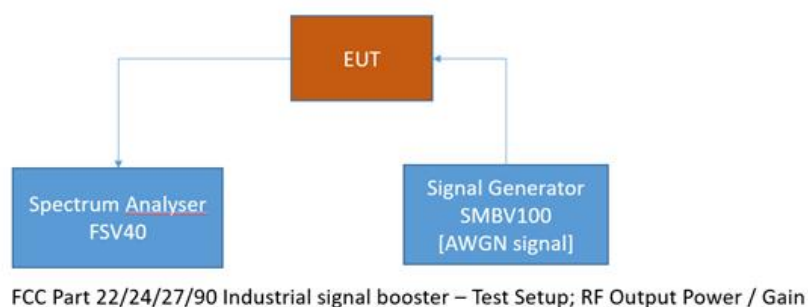 EUT
Spectrum Analyser
FSV40
Signal Generator
SMBV100
[AWGN signal]
FCC Part 22/24/27/90 Industrial signal booster – Test Setup; RF Output Power / Gain